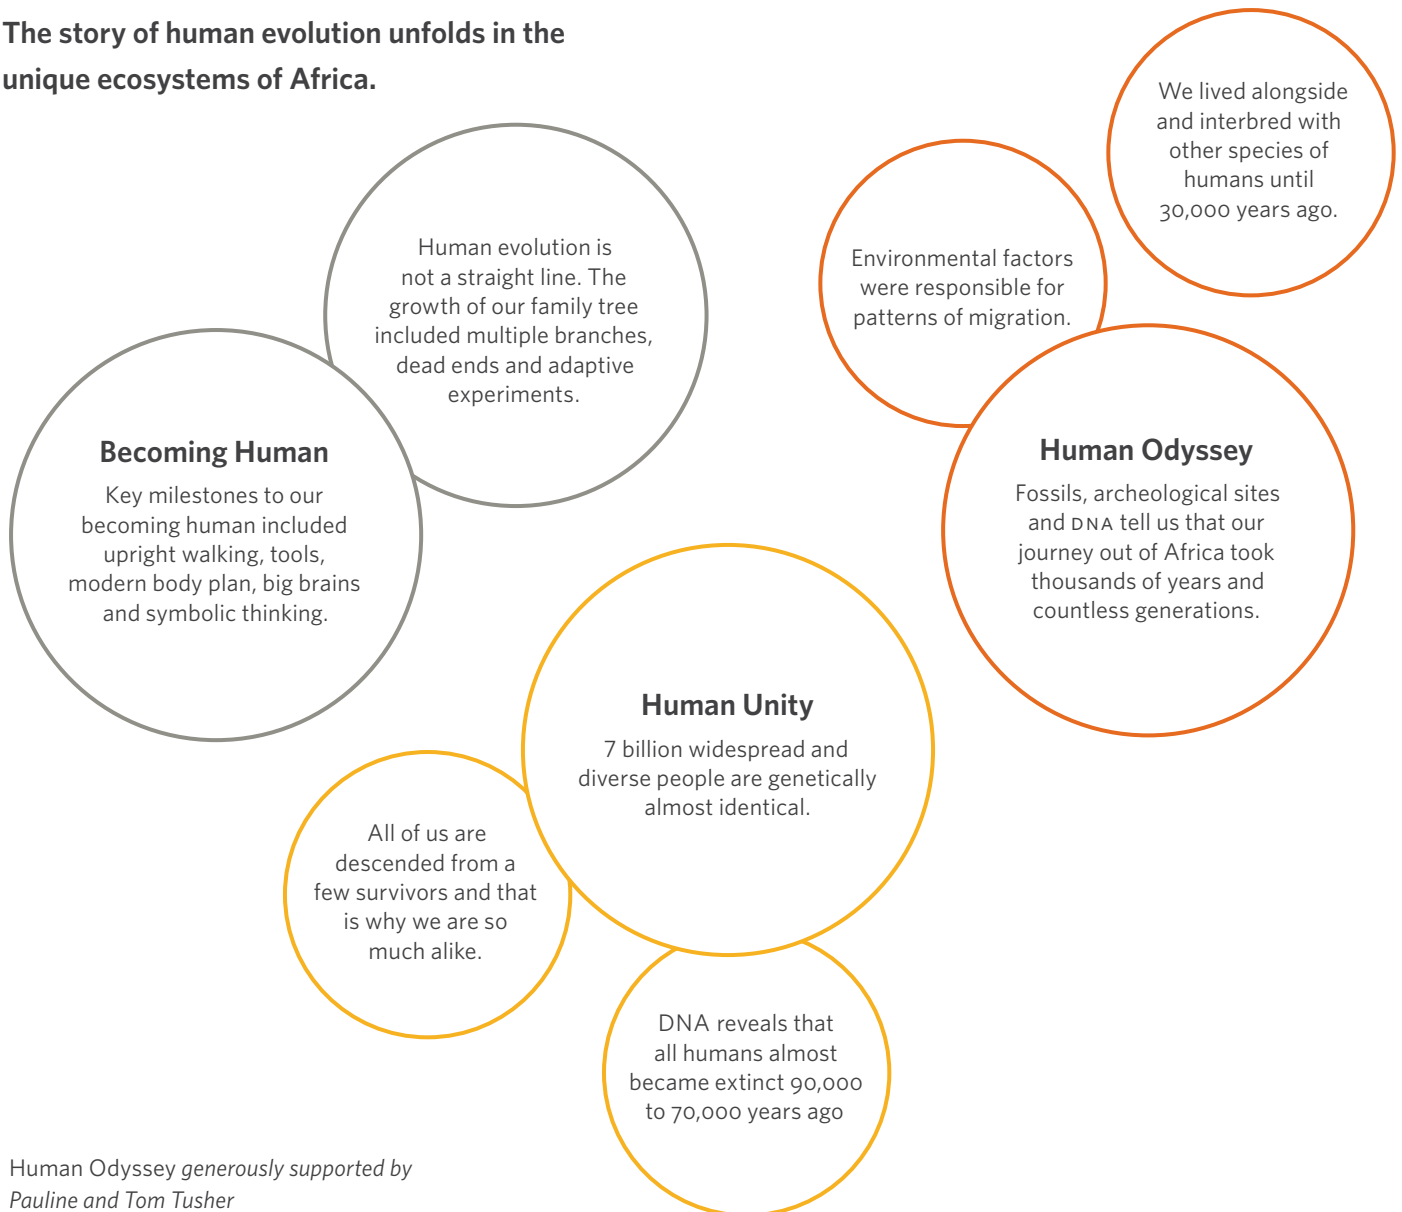 The story of human evolution unfolds in the
unique ecosystems of Africa.
We lived alongside
and interbred with
other species of
humans until
30,000 years ago.
Human evolution is
not a straight line. The
growth of our family tree
included multiple branches,
dead ends and adaptive
experiments.
Environmental factors
were responsible for
patterns of migration.
Becoming Human
Key milestones to our
becoming human included
upright walking, tools,
modern body plan, big brains
and symbolic thinking.
Human Odyssey
Fossils, archeological sites
and DNA tell us that our
journey out of Africa took
thousands of years and
countless generations.
Human Unity
7 billion widespread and
diverse people are genetically
almost identical.
All of us are
descended from a
few survivors and that
is why we are so
much alike.
DNA reveals that
all humans almost
became extinct 90,000
to 70,000 years ago
Human Odyssey generously supported by
Pauline and Tom Tusher